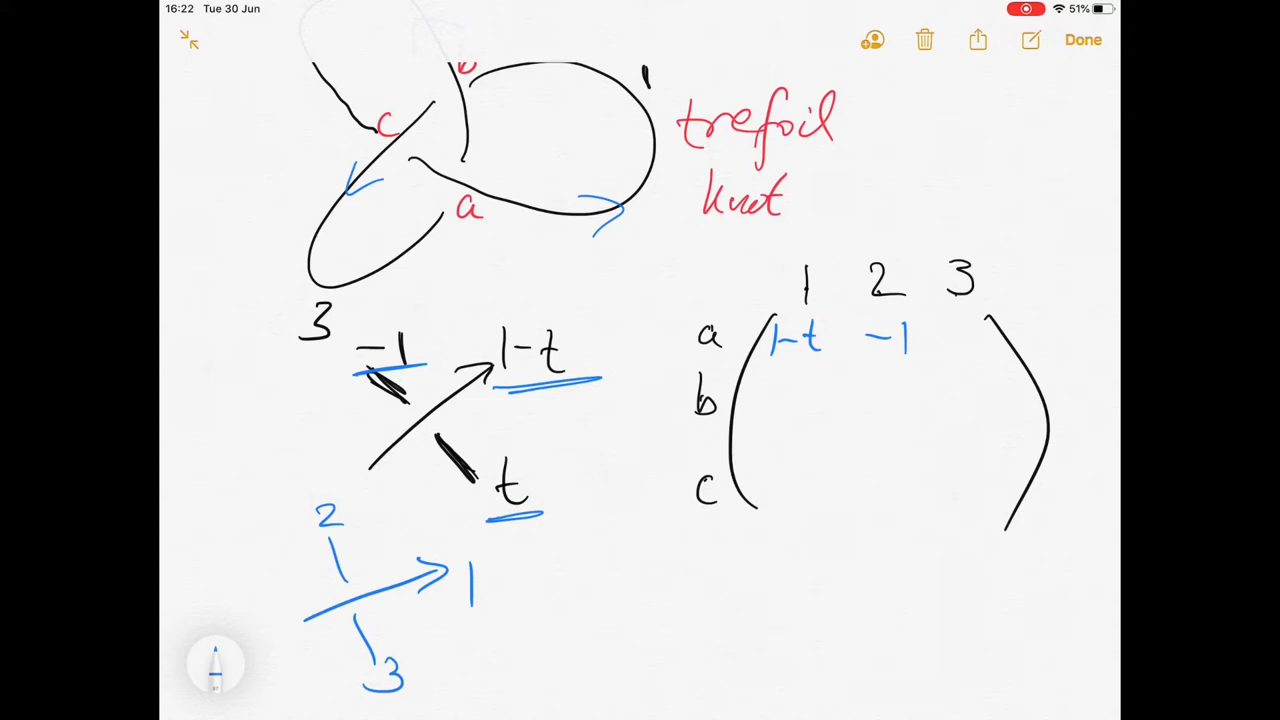 16:22 Tue 30 Jun
51%
Done
b
1
c
trefoil
a
knot
3
1 2 3
-1 1-t
a 1-t -1
b
t
c
2
1
3